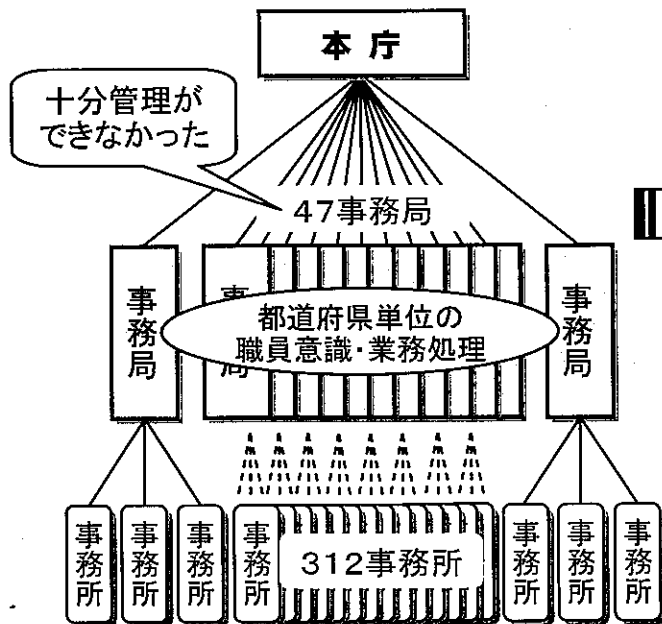 本庁
十分管理が
できなかった
47事務局
事務局
事
局
都道府県単位の
職員意識・業務処理
事務局
事務所
事務所
事務所
事務所
312事務所
事務所
事務所
事務所